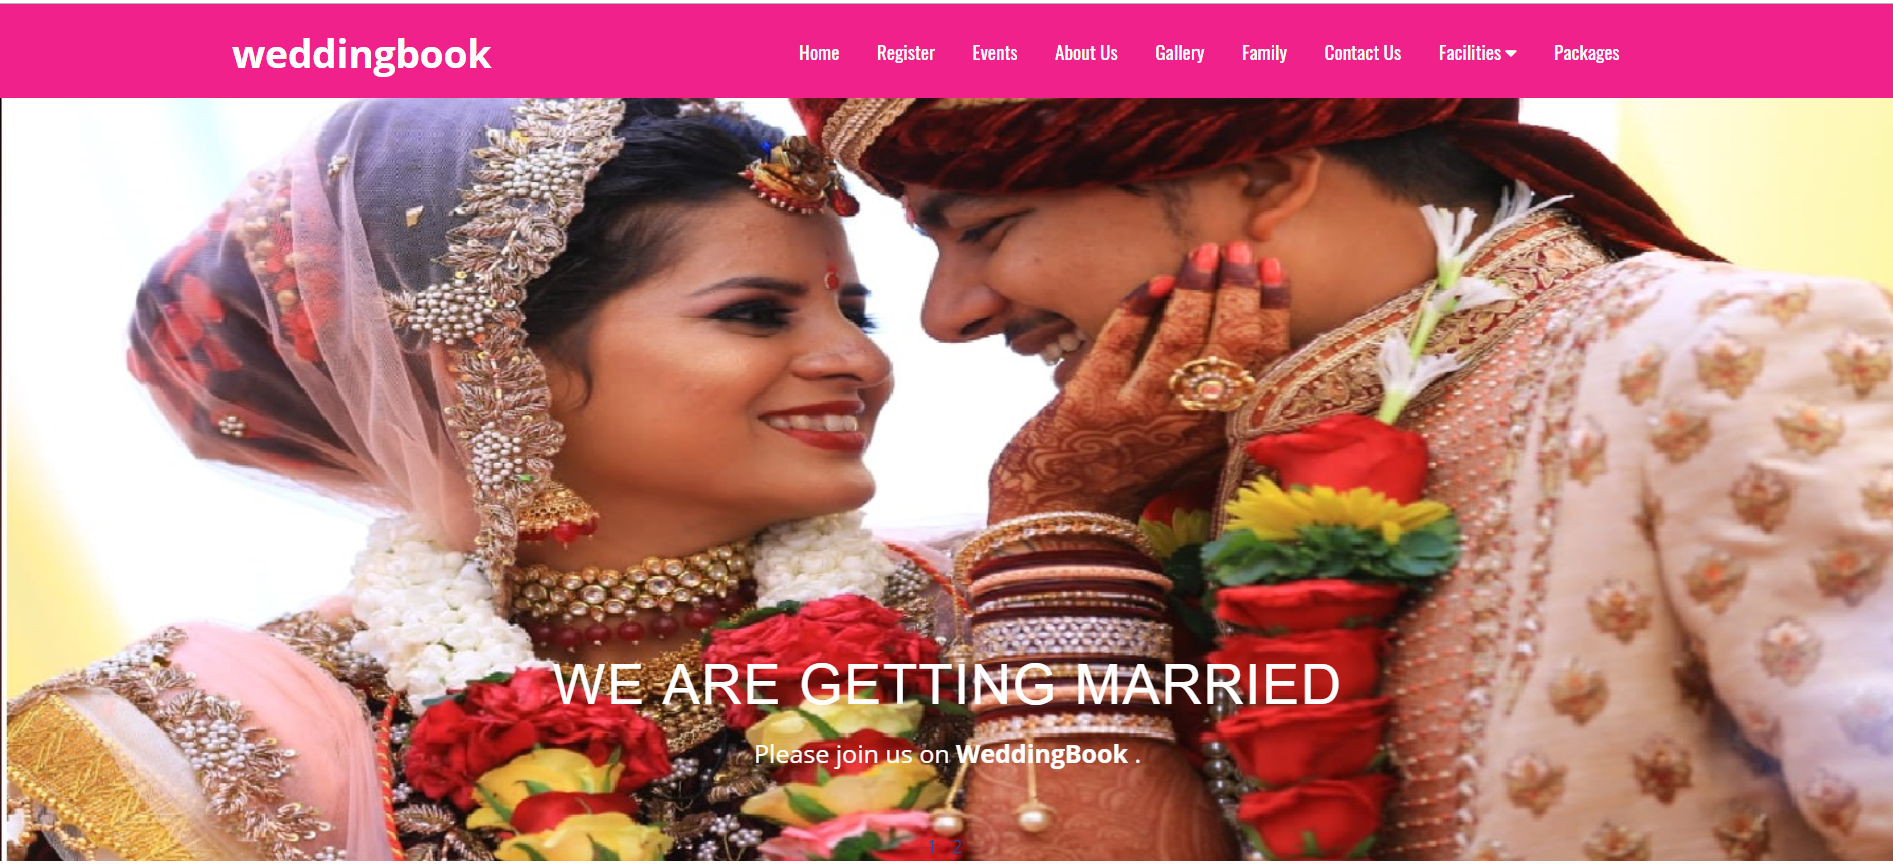 weddingbook
Home Register Events About Us Gallery Family Contact Us Facilities Packages
WE ARE GETTING MARRIED
Please join us on WeddingBook .
1 2